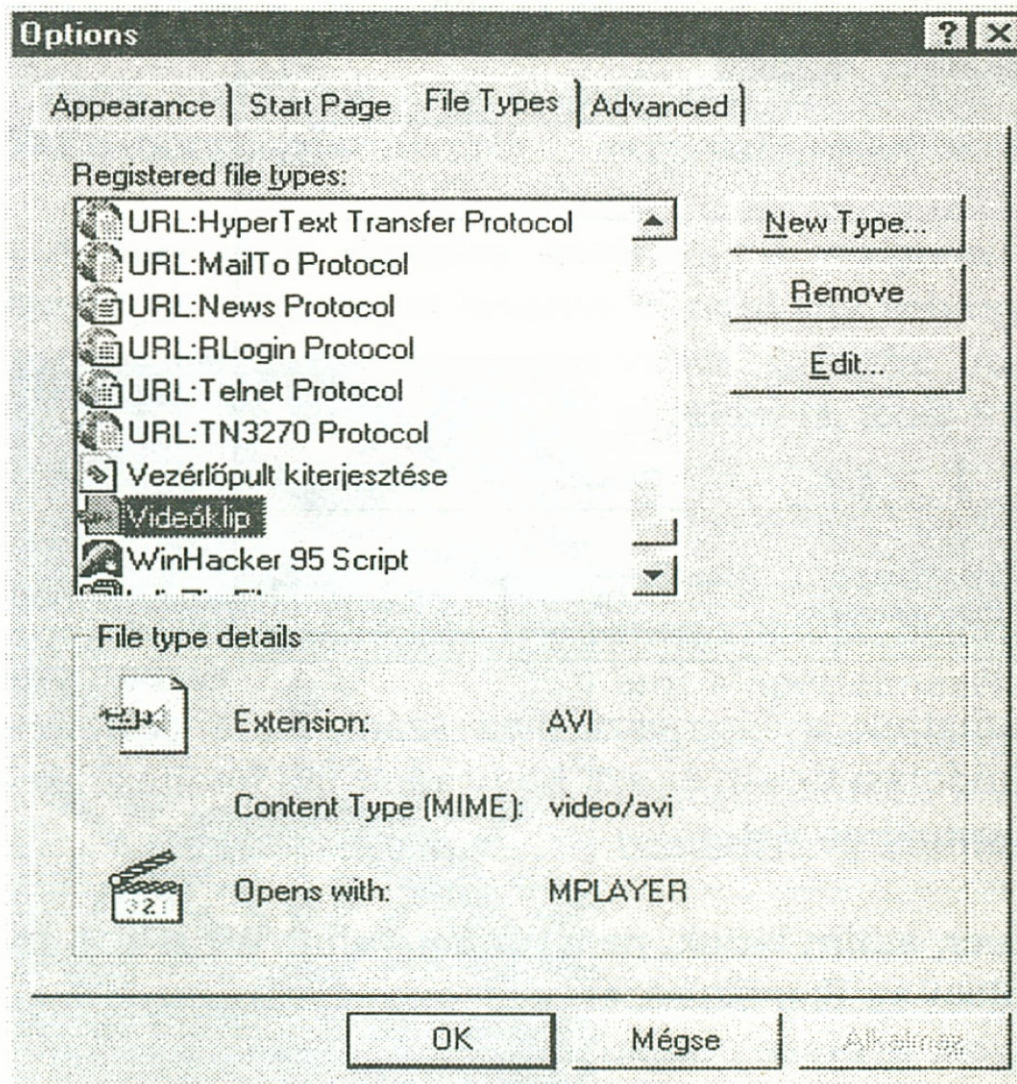 Options
Appearance
Start Page
File Types
Advanced
Registered file types:
URL:HyperText Transfer Protocol
URL:MailTo Protocol
URL:News Protocol
URL:RLogin Protocol
URL:Telnet Protocol
URL:TN3270 Protocol
Vezérlőpult kiterjesztése
Videóklip
WinHacker 95 Script
New Type...
Remove
Edit...
File type details
Extension: AVI
Content Type (MIME): video/avi
Opens with: MPLAYER
321
OK
Mégse
Alkalmaz